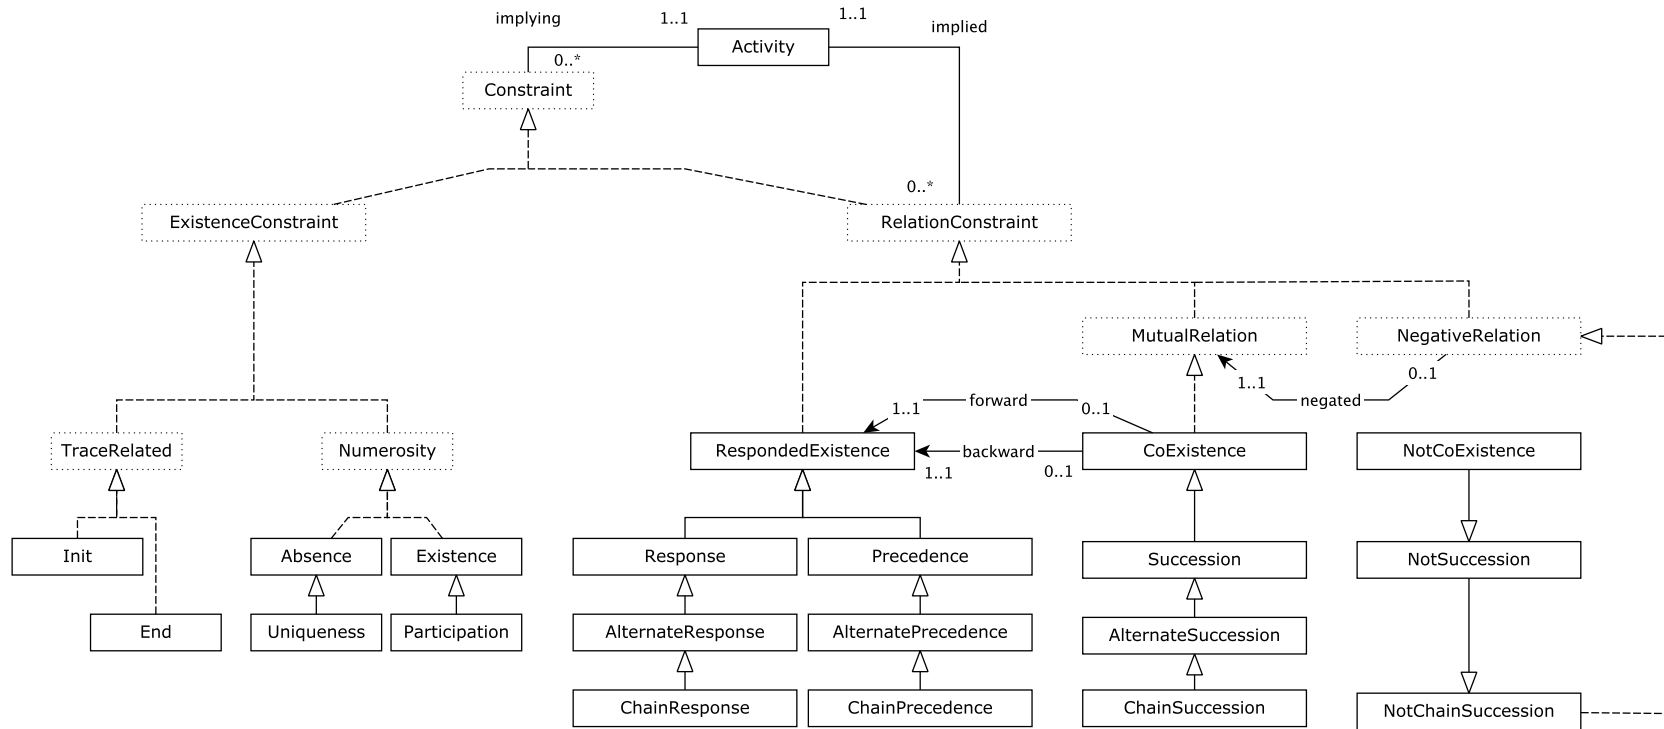 implying
1..1
1..1
implied
Activity
0..*
Constraint
0..*
ExistenceConstraint
RelationConstraint
MutualRelation
NegativeRelation
1..1
0..1
negated
1..1
forward
0..1
TraceRelated
Numerosity
RespondedExistence
backward
CoExistence
NotCoExistence
1..1
0..1
Init
Absence
Existence
Response
Precedence
Succession
NotSuccession
End
Uniqueness
Participation
AlternateResponse
AlternatePrecedence
AlternateSuccession
ChainResponse
ChainPrecedence
ChainSuccession
NotChainSuccession